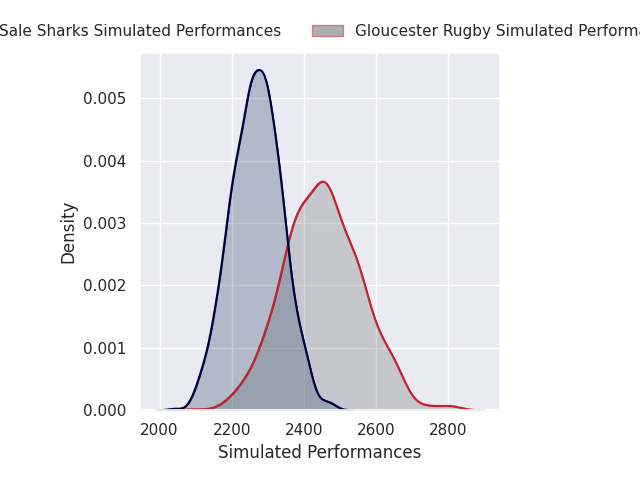 Sale Sharks Simulated Performances
Gloucester Rugby Simulated
0.005
0.004
0.003
0.002
0.001
0.000
Density
2000 2200 2400 2600 2800
Simulated Performances